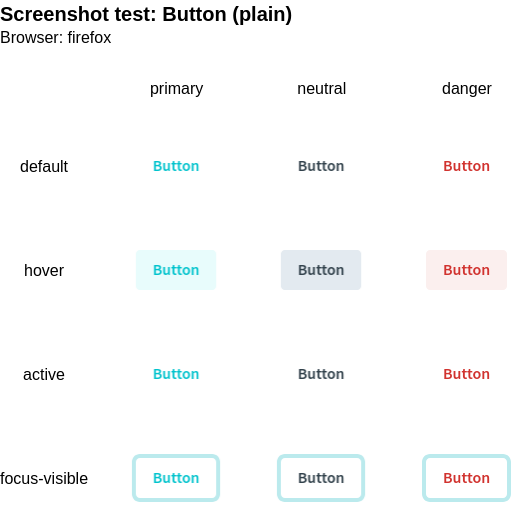 Screenshot test: Button (plain)
Browser: firefox
primary neutral danger
default Button Button Button
hover Button Button Button
active Button Button Button
focus-visible Button Button Button